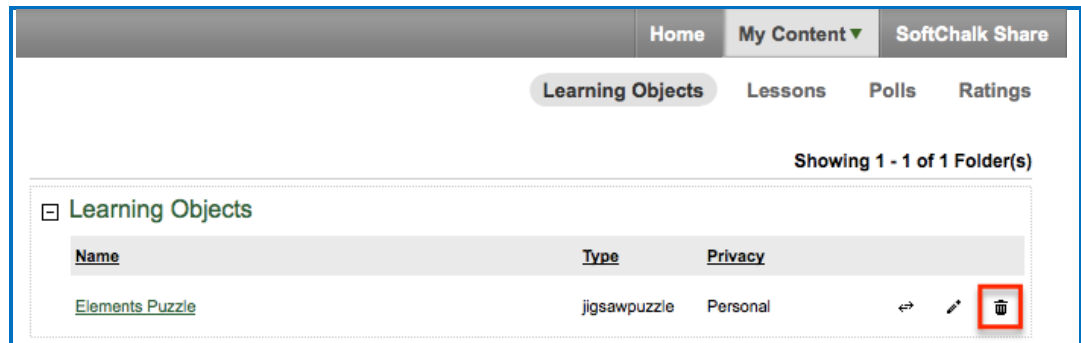 Home My Content▼ SoftChalk Share
Learning Objects Lessons Polls Ratings
Showing 1 - 1 of 1 Folder(s)
Learning Objects
Name Type Privacy
Elements Puzzle jigsawpuzzle Personal